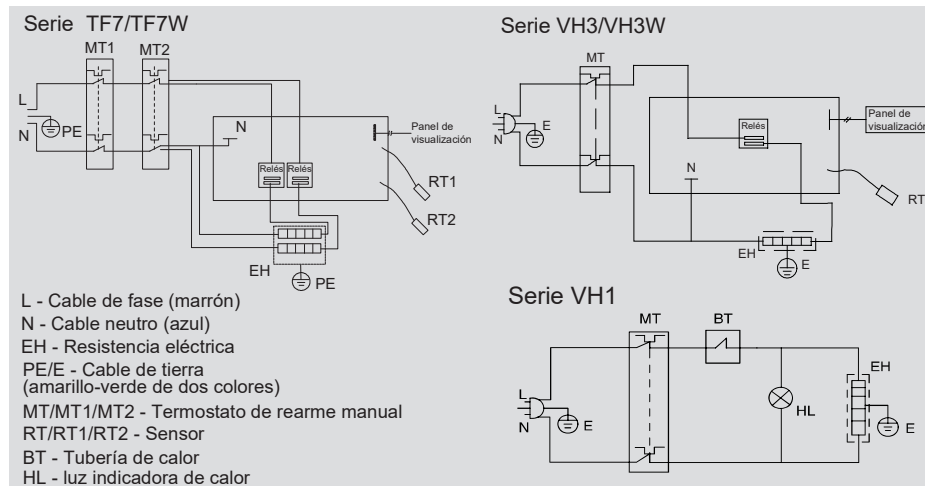 Serie TF7/TF7W
MT1 MT2
L
N
PE
N
Panel de
visualización
Relés Relés
RT1
RT2
EH
PE
Serie VH3/VH3W
MT
L
N
E
Relés
Panel de
visualización
N
RT
EH
E
L - Cable de fase (marrón)
N - Cable neutro (azul)
EH - Resistencia eléctrica
PE/E - Cable de tierra
(amarillo-verde de dos colores)
MT/MT1/MT2 - Termostato de rearme manual
RT/RT1/RT2 - Sensor
BT - Tubería de calor
HL - luz indicadora de calor
Serie VH1
MT BT
EH
L
N
E
HL
E